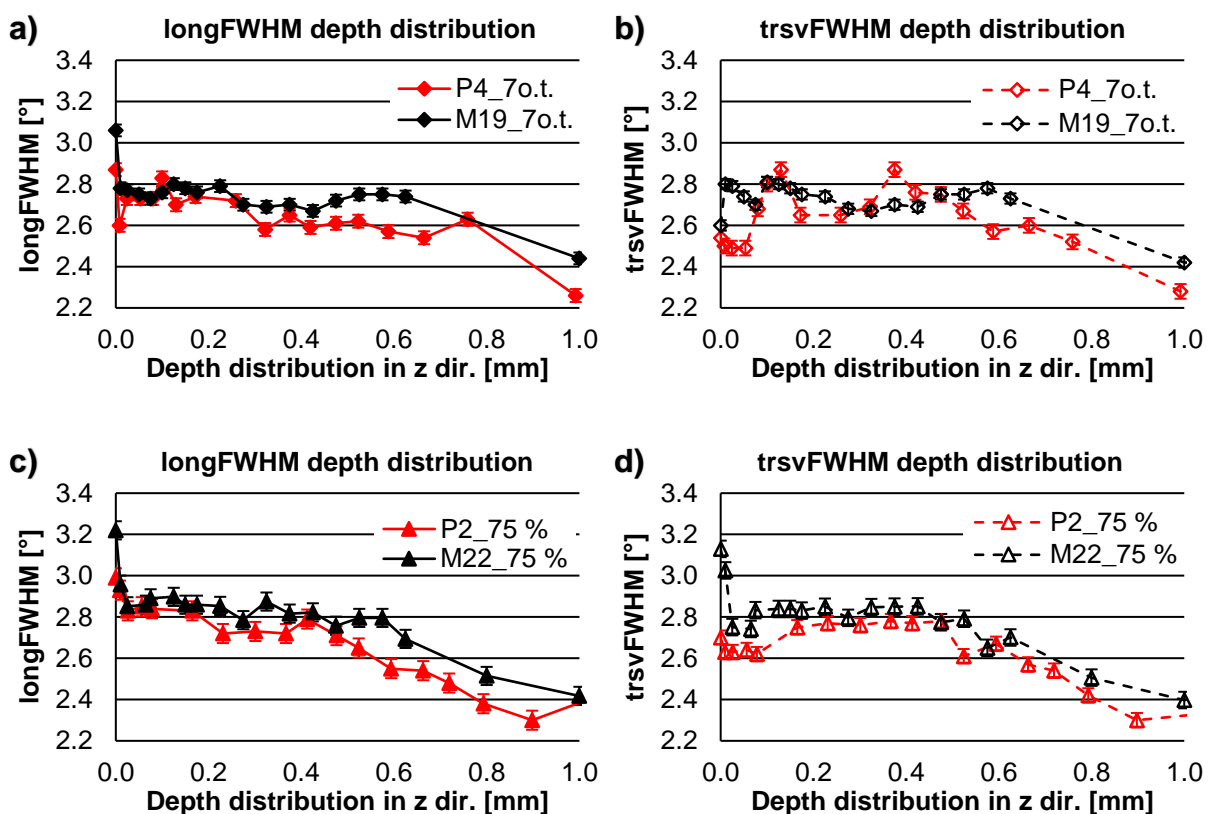 a)
longFWHM depth distribution
3.4
3.2
3.0
2.8
2.6
2.4
2.2
longFWHM [°]
P4_7o.t.
M19_7o.t.
0.0 0.2 0.4 0.6 0.8 1.0
Depth distribution in z dir. [mm]
b)
trsvFWHM depth distribution
3.4
3.2
3.0
2.8
2.6
2.4
2.2
trsvFWHM [°]
P4_7o.t.
M19_7o.t.
0.0 0.2 0.4 0.6 0.8 1.0
Depth distribution in z dir. [mm]
c)
longFWHM depth distribution
3.4
3.2
3.0
2.8
2.6
2.4
2.2
longFWHM [°]
P2_75 %
M22_75 %
0.0 0.2 0.4 0.6 0.8 1.0
Depth distribution in z dir. [mm]
d)
trsvFWHM depth distribution
3.4
3.2
3.0
2.8
2.6
2.4
2.2
trsvFWHM [°]
P2_75 %
M22_75 %
0.0 0.2 0.4 0.6 0.8 1.0
Depth distribution in z dir. [mm]